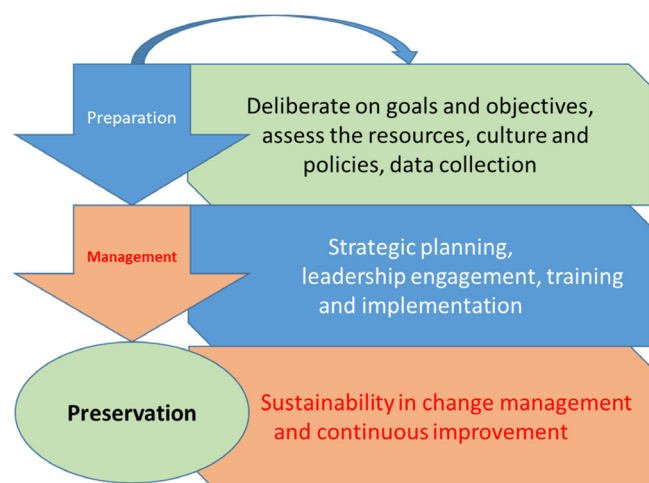 Preparation
Deliberate on goals and objectives,
assess the resources, culture and
policies, data collection
Management
Strategic planning,
leadership engagement, training
and implementation
Preservation
Sustainability in change management
and continuous improvement